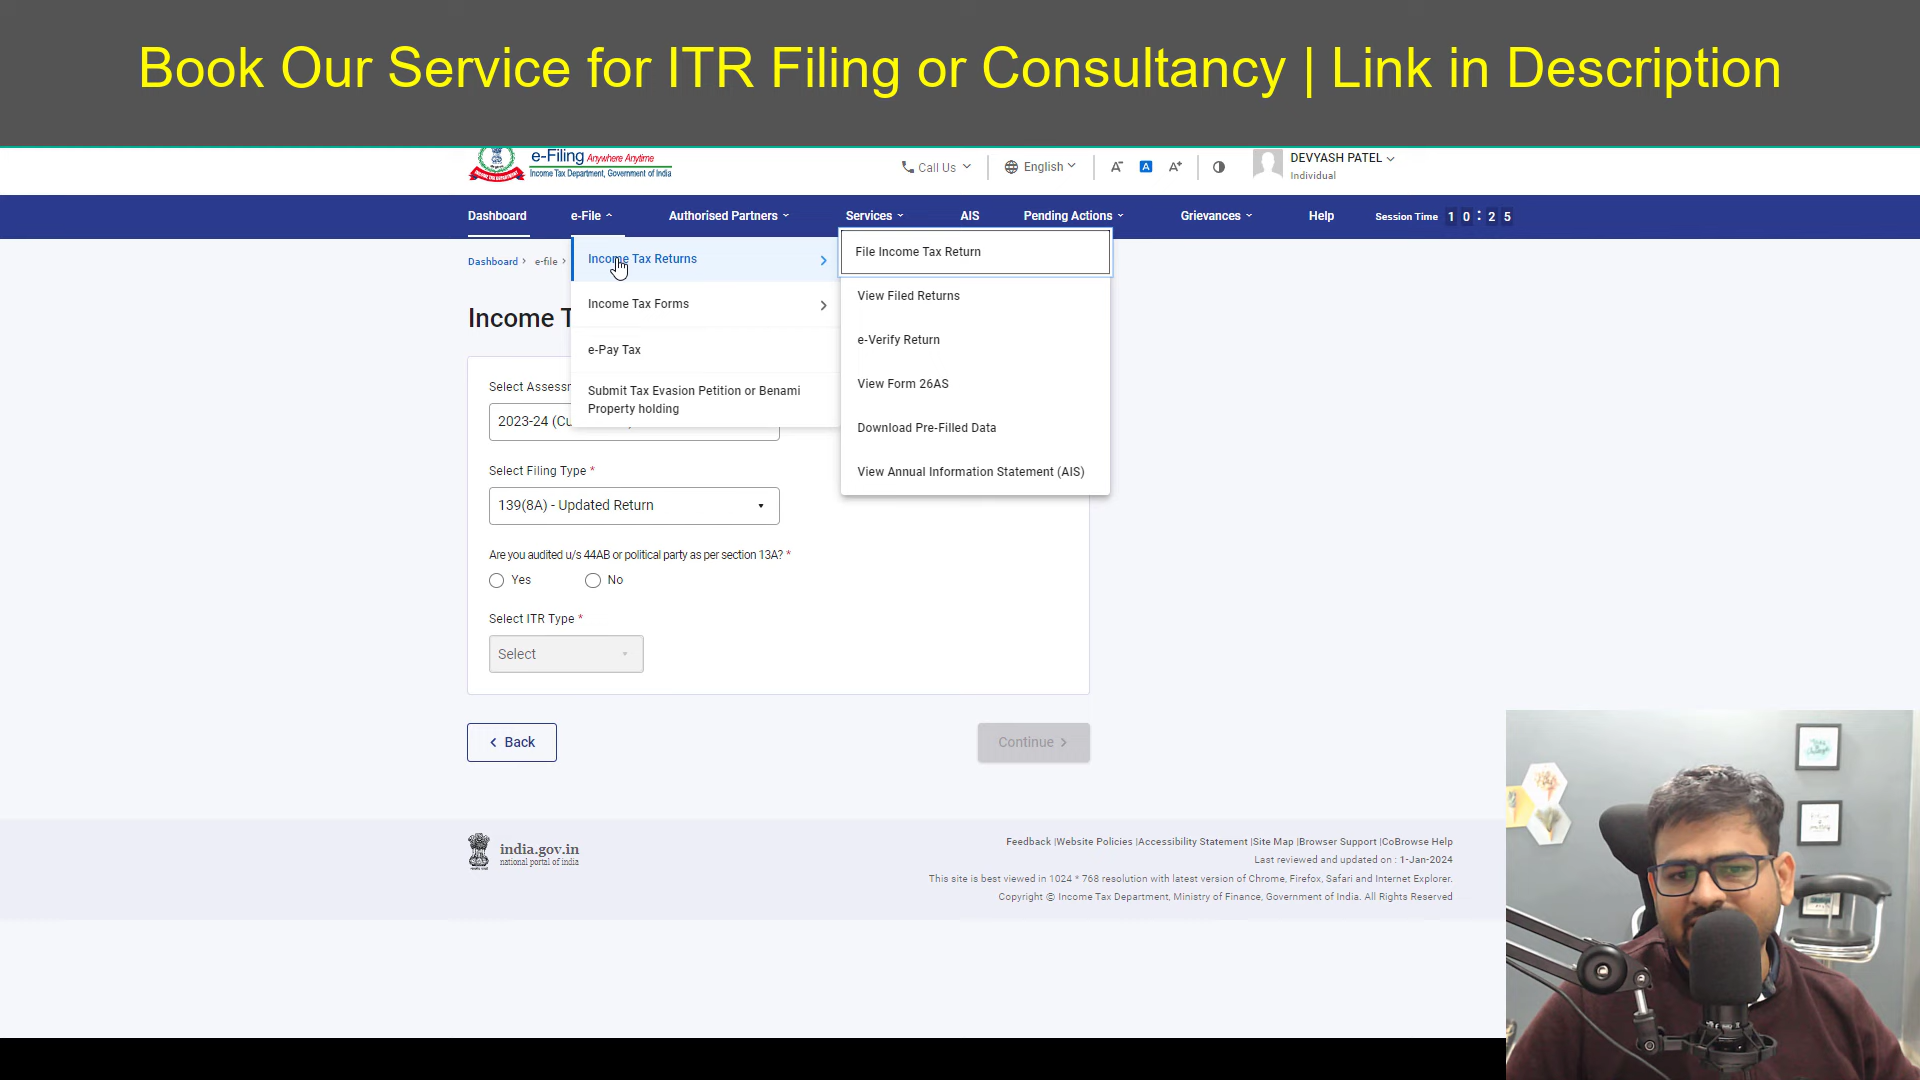 Book Our Service for ITR Filing or Consultancy | Link in Description
e-Filing Anywhere Anytime
Income Tax Department, Government of India
Call Us
English
A-
A
A+
DEVYASH PATEL
Individual
Dashboard
e-File
Authorised Partners
Services
AIS
Pending Actions
Grievances
Help
Session Time 10:25
Dashboard > e-file >
Income Tax Returns
Income Tax Forms
e-Pay Tax
Submit Tax Evasion Petition or Benami
Property holding
File Income Tax Return
View Filed Returns
e-Verify Return
View Form 26AS
Download Pre-Filled Data
View Annual Information Statement (AIS)
Income T
Select Assess
2023-24 (Cu
Select Filing Type *
139(8A) - Updated Return
Are you audited u/s 44AB or political party as per section 13A? *
Yes
No
Select ITR Type *
Select
< Back
Continue >
india.gov.in
national portal of india
Feedback |Website Policies |Accessibility Statement |Site Map |Browser Support |CoBrowse Help
Last reviewed and updated on : 1-Jan-2024
This site is best viewed in 1024 * 768 resolution with latest version of Chrome, Firefox, Safari and Internet Explorer.
Copyright © Income Tax Department, Ministry of Finance, Government of India. All Rights Reserved